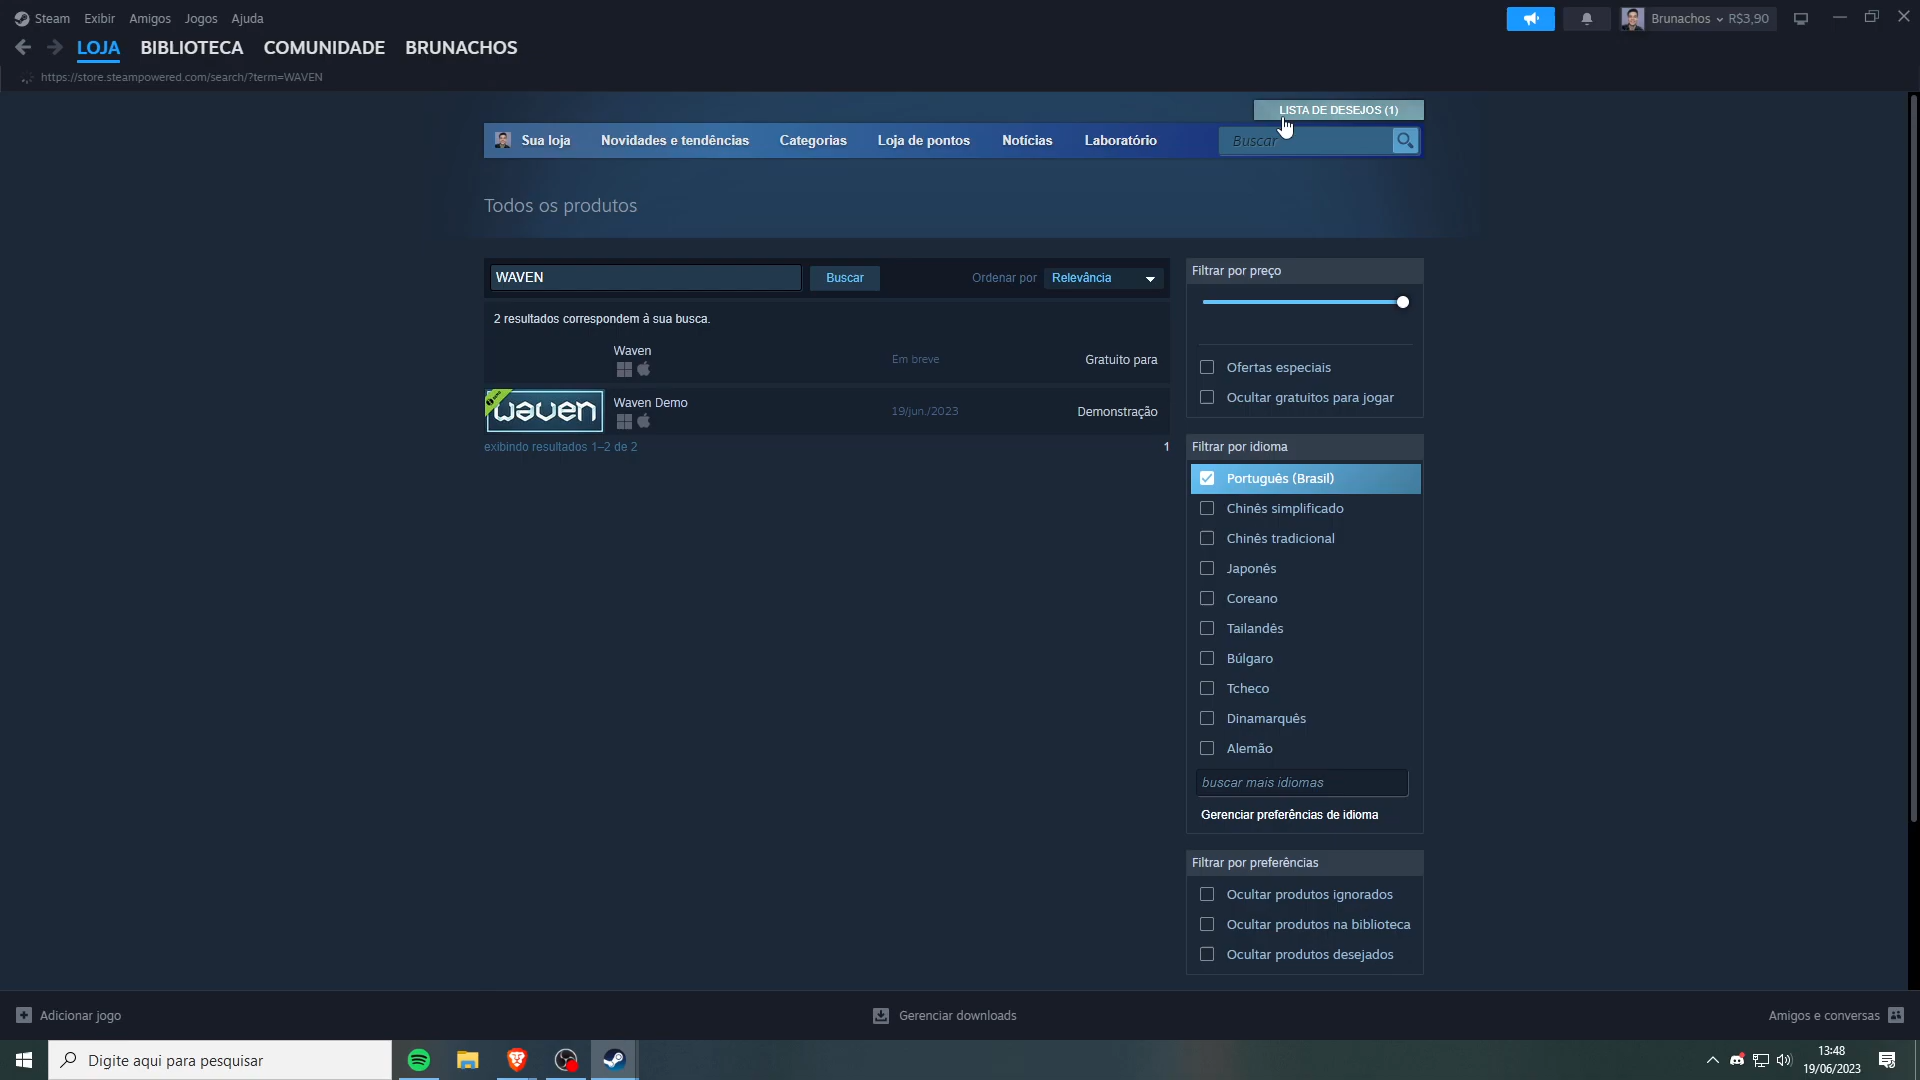 Steam Exibir Amigos Jogos Ajuda
Brunachos R$3,90
LOJA BIBLIOTECA COMUNIDADE BRUNACHOS
https://store.steampowered.com/search/?term=WAVEN
LISTA DE DESEJOS (1)
Sua loja Novidades e tendências Categorias Loja de pontos Notícias Laboratório Buscar
Todos os produtos
WAVEN Buscar Ordenar por Relevância
2 resultados correspondem à sua busca.
Waven Em breve Gratuito para
waven Waven Demo 19/jun./2023 Demonstração
exibindo resultados 1–2 de 2 1
Filtrar por preço
Ofertas especiais
Ocultar gratuitos para jogar
Filtrar por idioma
Português (Brasil)
Chinês simplificado
Chinês tradicional
Japonês
Coreano
Tailandês
Búlgaro
Tcheco
Dinamarquês
Alemão
buscar mais idiomas
Gerenciar preferências de idioma
Filtrar por preferências
Ocultar produtos ignorados
Ocultar produtos na biblioteca
Ocultar produtos desejados
Adicionar jogo Gerenciar downloads Amigos e conversas
Digite aqui para pesquisar
13:48
19/06/2023